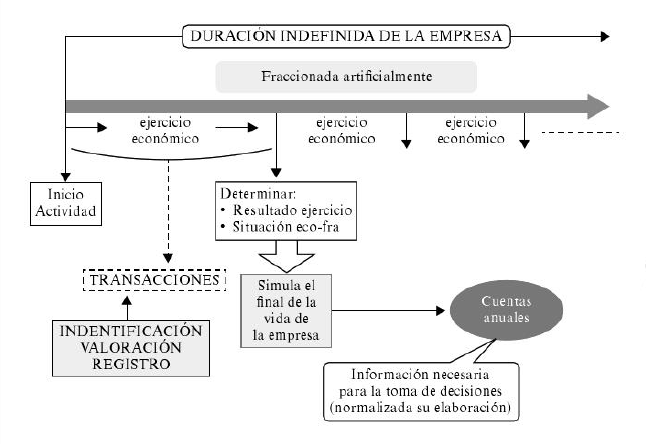 DURACIÓN INDEFINIDA DE LA EMPRESA
Fraccionada artificialmente
ejercicio
económico
ejercicio
económico
ejercicio
económico
Inicio
Actividad
Determinar:
• Resultado ejercicio
• Situación eco-fra
TRANSACCIONES
INDENTIFICACIÓN
VALORACIÓN
REGISTRO
Simula el
final de la
vida de
la empresa
Cuentas
anuales
Información necesaria
para la toma de decisiones
(normalizada su elaboración)